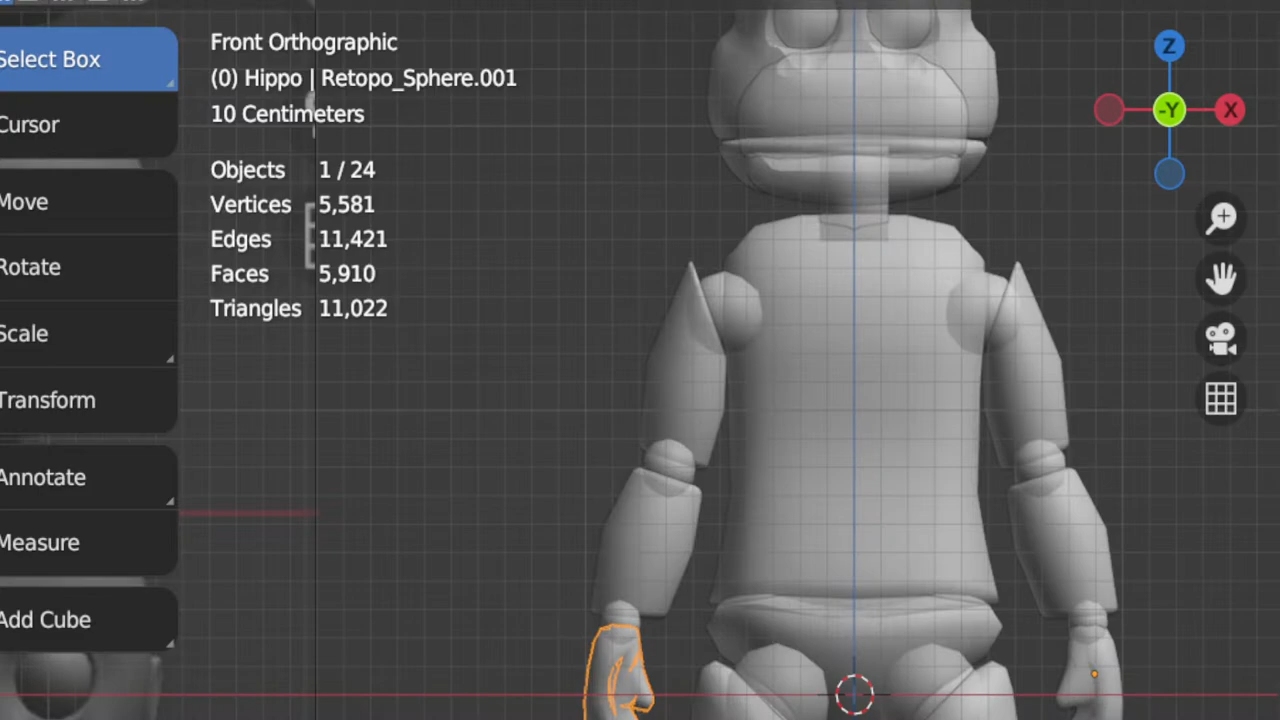 Select Box
Cursor
Move
Rotate
Scale
Transform
Annotate
Measure
Add Cube
Front Orthographic
(0) Hippo | Retopo_Sphere.001
10 Centimeters
Objects 1 / 24
Vertices 5,581
Edges 11,421
Faces 5,910
Triangles 11,022
Z
-Y
X